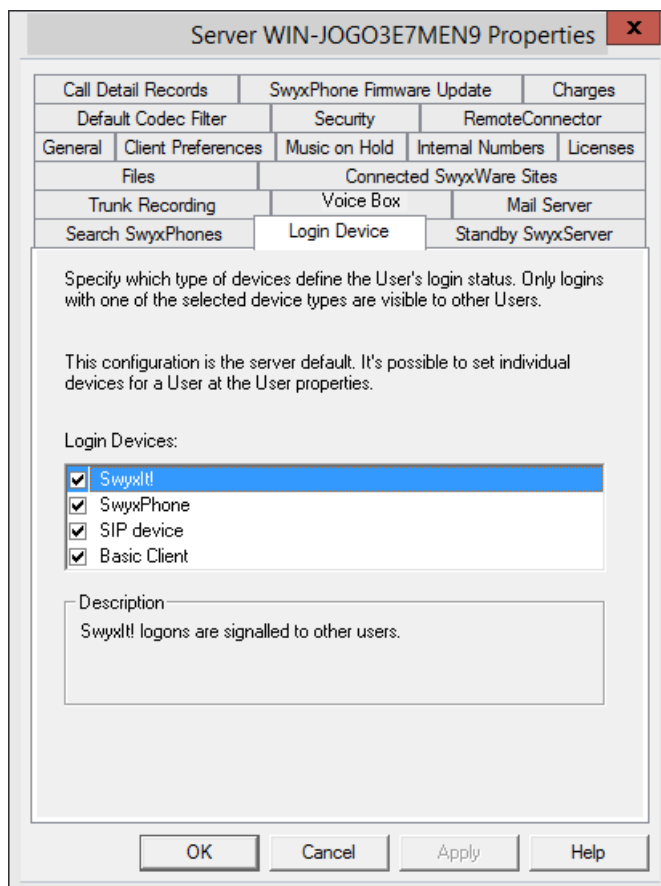 Server WIN-JOGO3E7MEN9 Properties x
Call Detail Records SwyxPhone Firmware Update Charges
Default Codec Filter Security RemoteConnector
General Client Preferences Music on Hold Internal Numbers Licenses
Files Connected SwyxWare Sites
Trunk Recording Voice Box Mail Server
Search SwyxPhones Login Device Standby SwyxServer
Specify which type of devices define the User's login status. Only logins
with one of the selected device types are visible to other Users.
This configuration is the server default. It's possible to set individual
devices for a User at the User properties.
Login Devices:
SwyxIt!
SwyxPhone
SIP device
Basic Client
Description
SwyxIt! logons are signalled to other users.
OK Cancel Apply Help